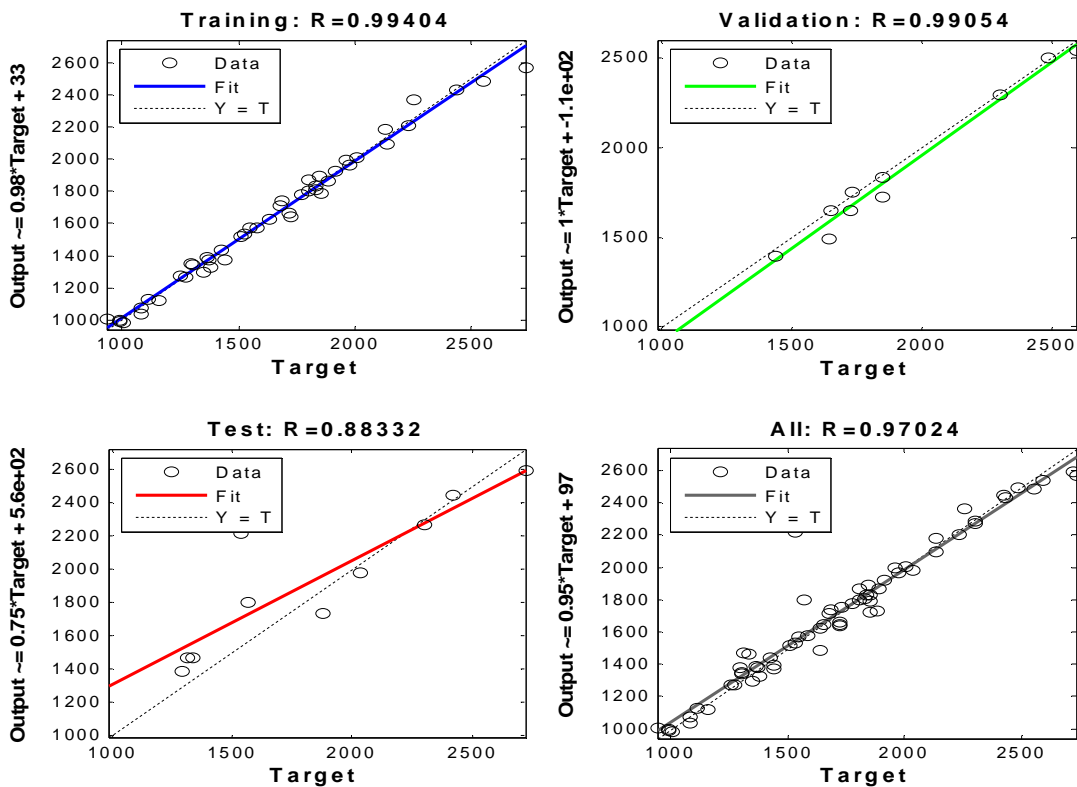 Training: R=0.99404
Output ~= 0.98*Target + 33
2600
2400
2200
2000
1800
1600
1400
1200
1000
Data
Fit
Y = T
1000 1500 2000 2500
Target
Validation: R=0.99054
Output ~= 1*Target + -1.1e+02
2500
2000
1500
1000
Data
Fit
Y = T
1000 1500 2000 2500
Target
Test: R=0.88332
Output ~= 0.75*Target + 5.6e+02
2600
2400
2200
2000
1800
1600
1400
1200
1000
Data
Fit
Y = T
1000 1500 2000 2500
Target
All: R=0.97024
Output ~= 0.95*Target + 97
2600
2400
2200
2000
1800
1600
1400
1200
1000
Data
Fit
Y = T
1000 1500 2000 2500
Target